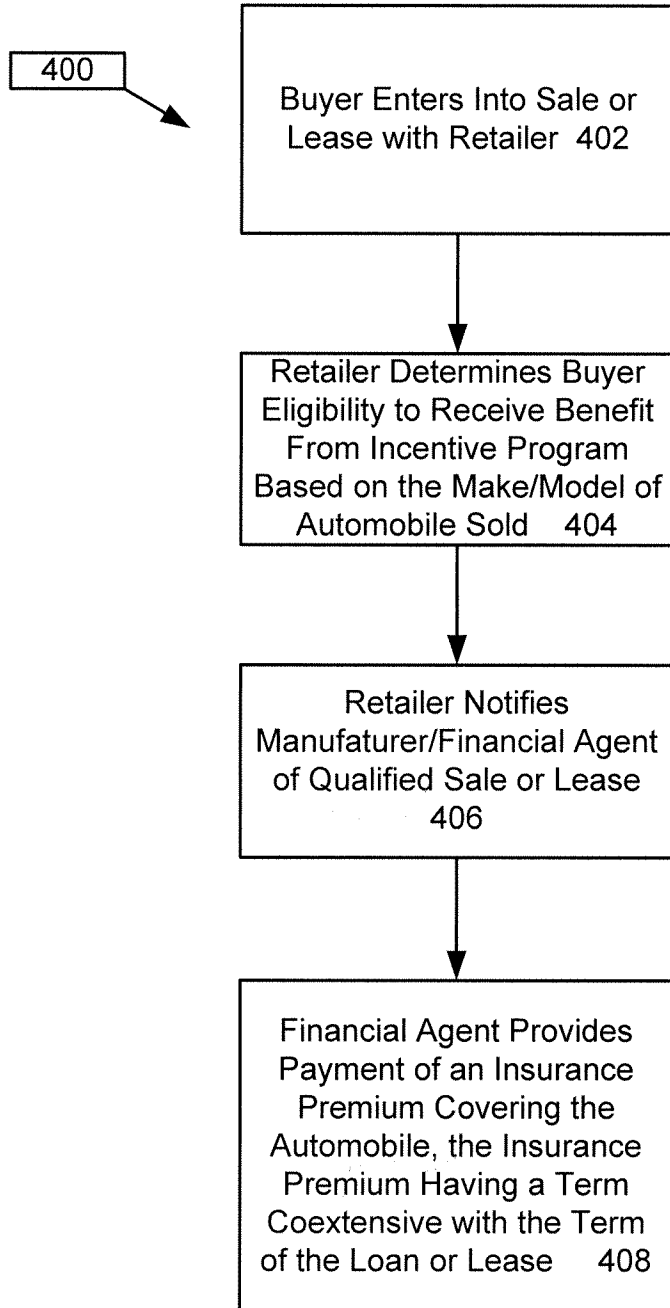 400
Buyer Enters Into Sale or
Lease with Retailer 402
Retailer Determines Buyer
Eligibility to Receive Benefit
From Incentive Program
Based on the Make/Model of
Automobile Sold 404
Retailer Notifies
Manufaturer/Financial Agent
of Qualified Sale or Lease
406
Financial Agent Provides
Payment of an Insurance
Premium Covering the
Automobile, the Insurance
Premium Having a Term
Coextensive with the Term
of the Loan or Lease 408